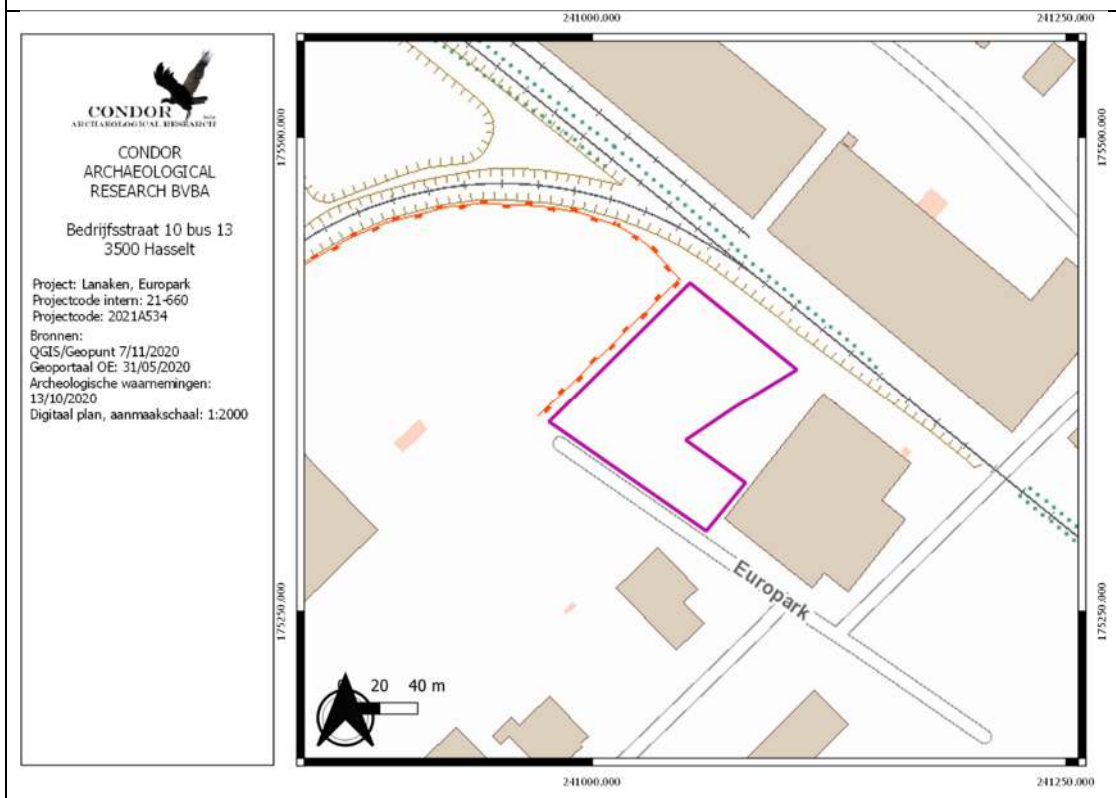 CONDOR
ARCHAEOLOGICAL RESEARCH
CONDOR
ARCHAEOLOGICAL
RESEARCH BVBA
Bedrijfsstraat 10 bus 13
3500 Hasselt
Project: Lanaken, Europark
Projectcode intern: 21-660
Projectcode: 2021A534
Bronnen:
QGIS/Geopunt 7/11/2020
Geoportaal OE: 31/05/2020
Archeologische waarnemingen:
13/10/2020
Digitaal plan, aanmaakschaal: 1:2000
241000.000
241250.000
175500.000
175500.000
175250.000
175250.000
Europark
20 40 m
241000.000
241250.000